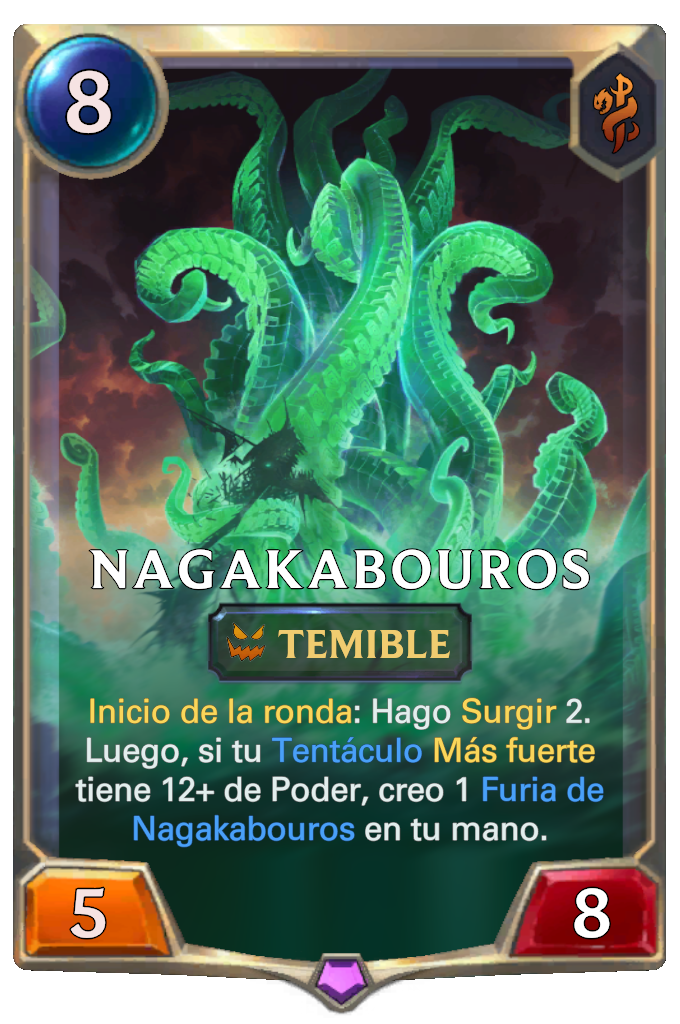 8
NAGAKABOUROS
TEMIBLE
Inicio de la ronda: Hago Surgir 2.
Luego, si tu Tentáculo Más fuerte
tiene 12+ de Poder, creo 1 Furia de
Nagakabouros en tu mano.
5
8